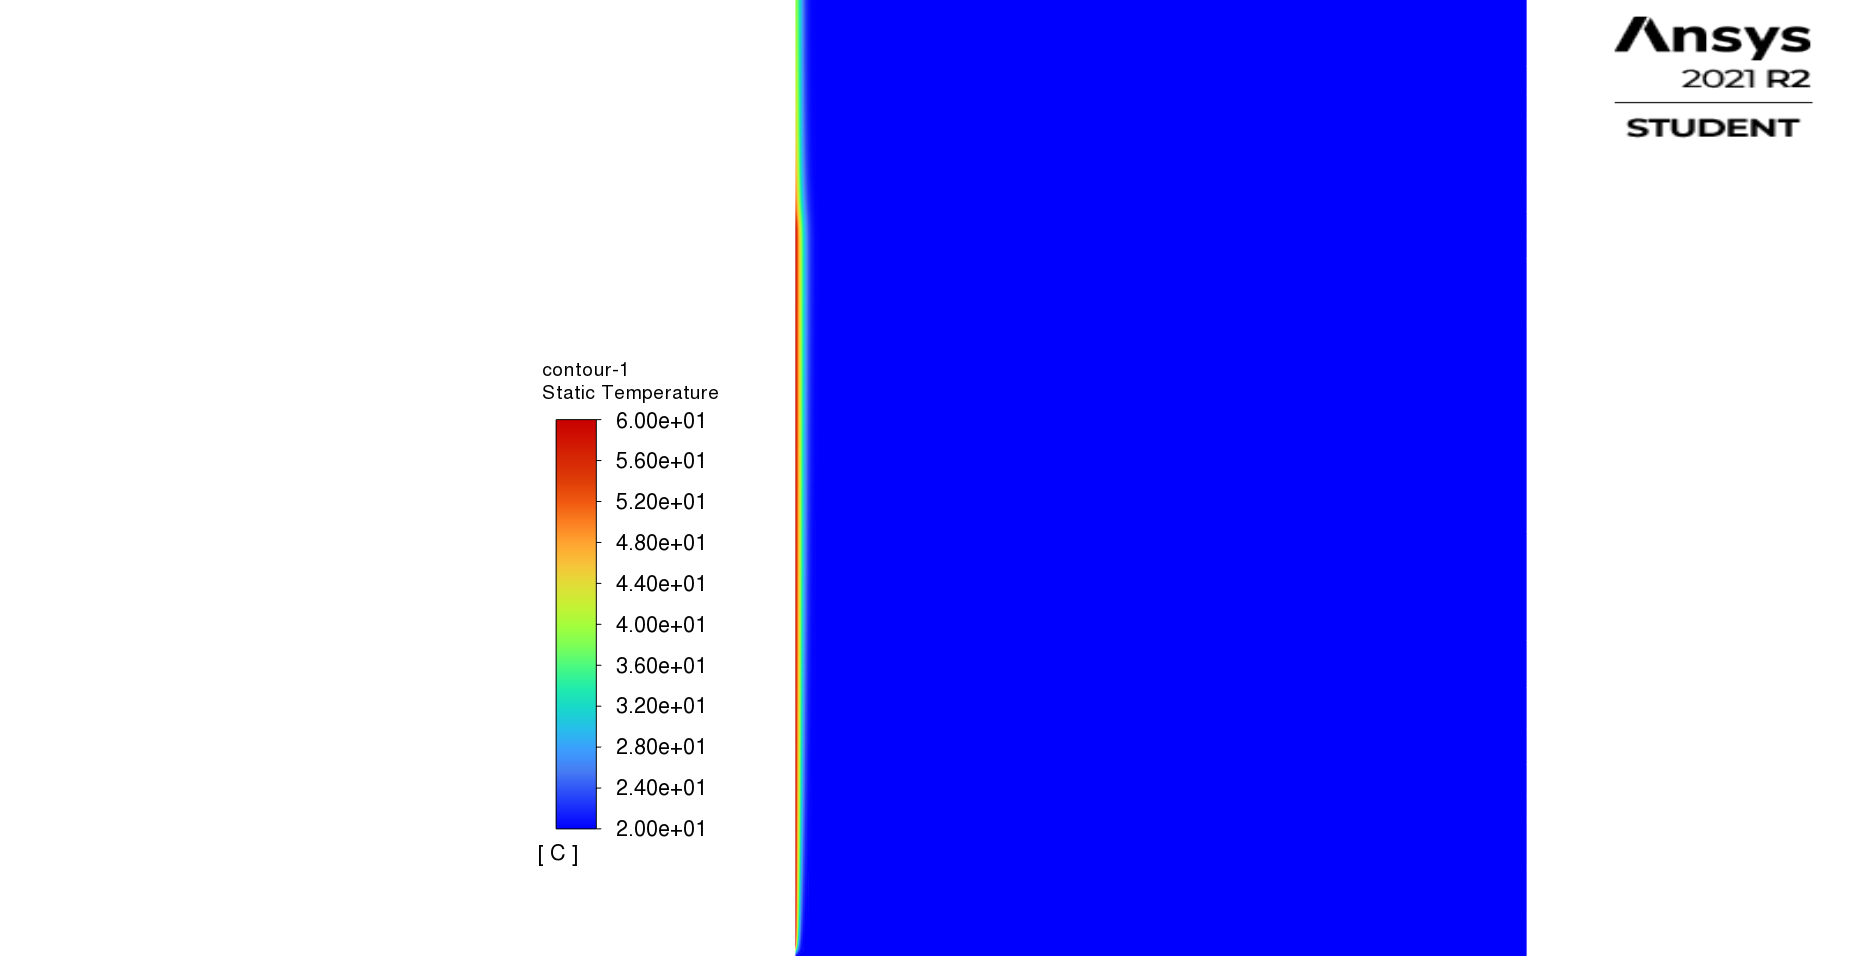 Ansys
2021 R2
STUDENT
contour-1
Static Temperature
6.00e+01
5.60e+01
5.20e+01
4.80e+01
4.40e+01
4.00e+01
3.60e+01
3.20e+01
2.80e+01
2.40e+01
2.00e+01
[ C ]